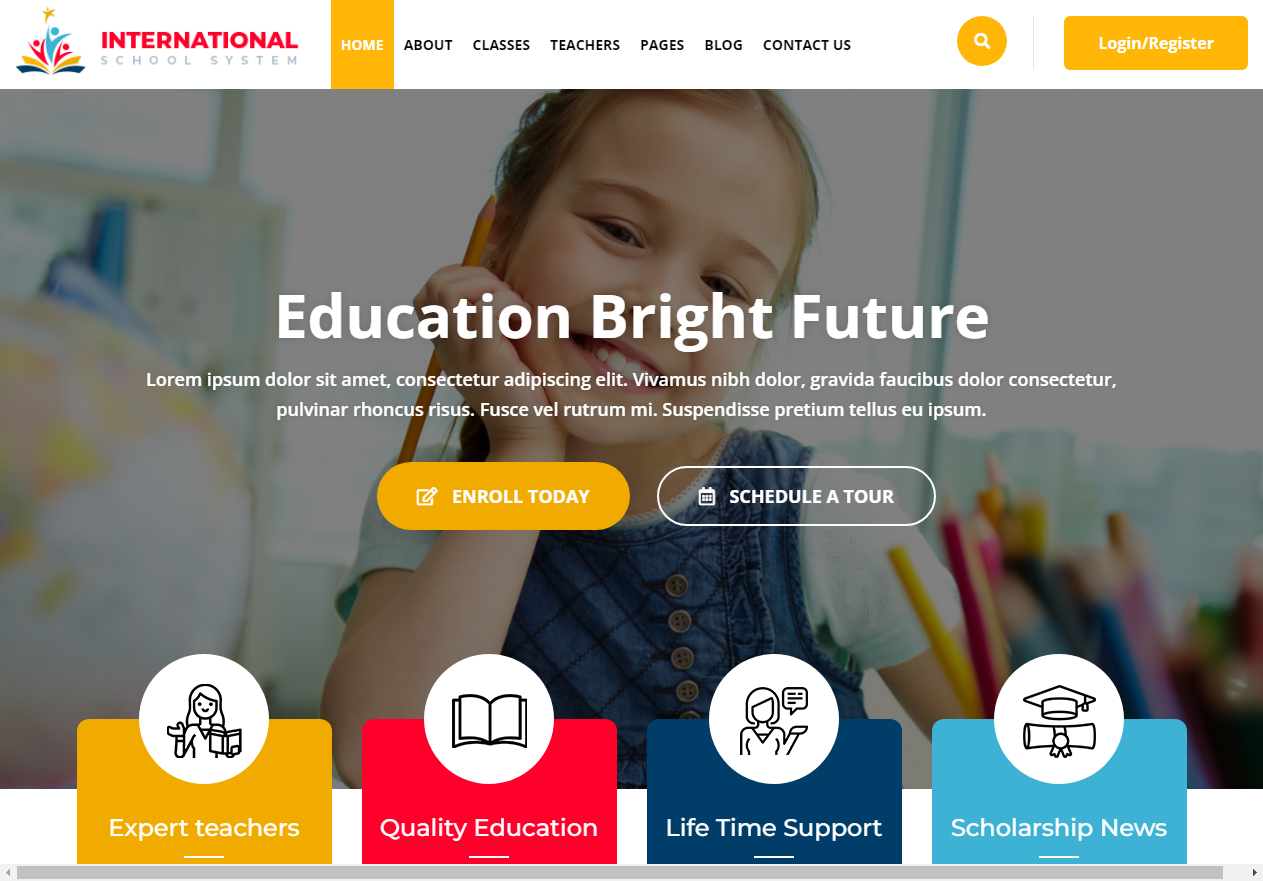 INTERNATIONAL
SCHOOL SYSTEM
HOME ABOUT CLASSES TEACHERS PAGES BLOG CONTACT US
Login/Register
Education Bright Future
Lorem ipsum dolor sit amet, consectetur adipiscing elit. Vivamus nibh dolor, gravida faucibus dolor consectetur,
pulvinar rhoncus risus. Fusce vel rutrum mi. Suspendisse pretium tellus eu ipsum.
ENROLL TODAY
SCHEDULE A TOUR
Expert teachers
Quality Education
Life Time Support
Scholarship News